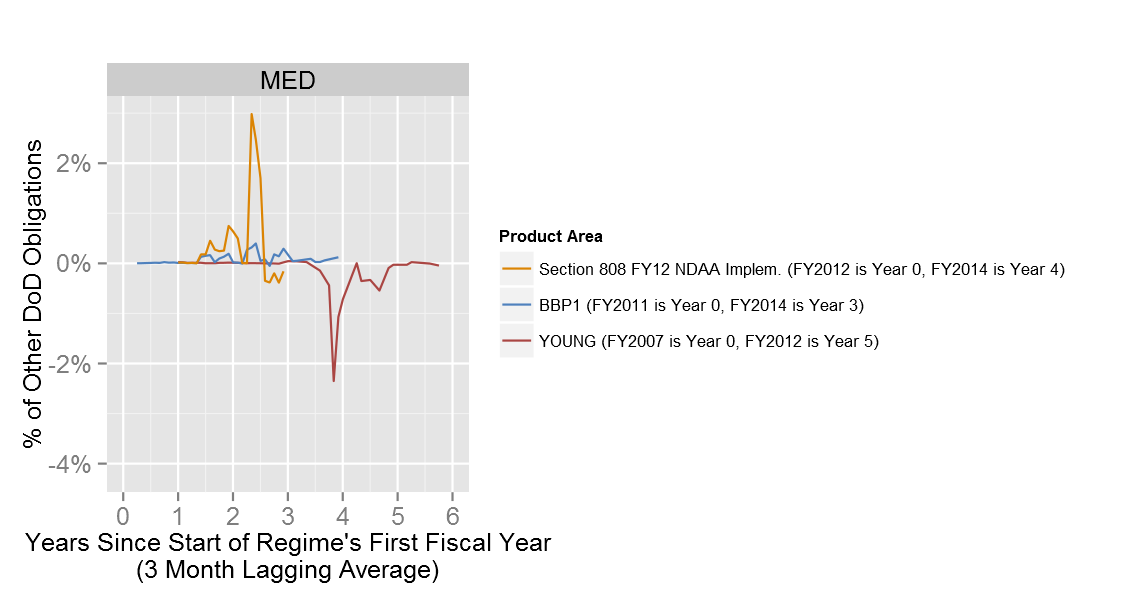 MED
% of Other DoD Obligations
2%
0%
-2%
-4%
0 1 2 3 4 5 6
Years Since Start of Regime's First Fiscal Year
(3 Month Lagging Average)
Product Area
Section 808 FY12 NDAA Implem. (FY2012 is Year 0, FY2014 is Year 4)
BBP1 (FY2011 is Year 0, FY2014 is Year 3)
YOUNG (FY2007 is Year 0, FY2012 is Year 5)